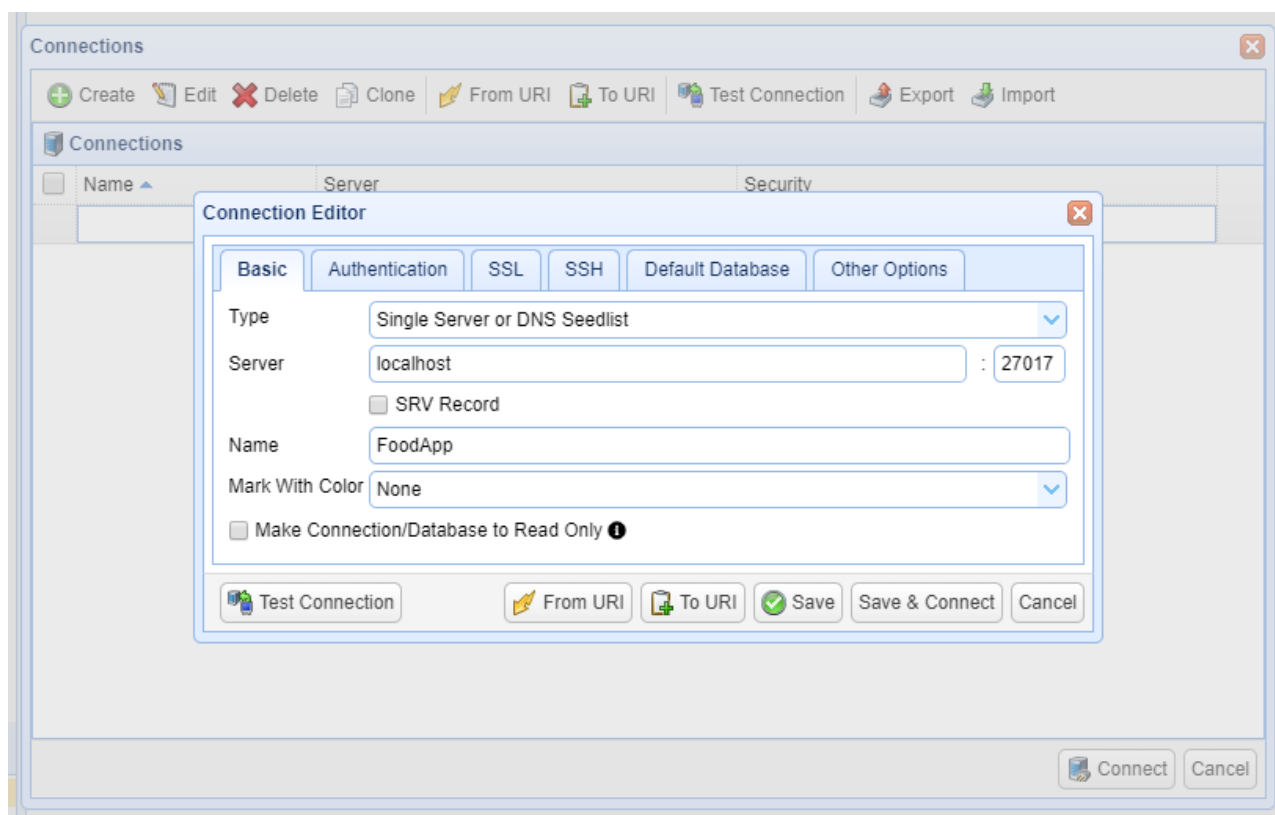 Connections
Create Edit Delete Clone From URI To URI Test Connection Export Import
Connections
Name Server Security
Connection Editor
Basic Authentication SSL SSH Default Database Other Options
Type Single Server or DNS Seedlist
Server localhost : 27017
SRV Record
Name FoodApp
Mark With Color None
Make Connection/Database to Read Only
Test Connection From URI To URI Save Save & Connect Cancel
Connect Cancel